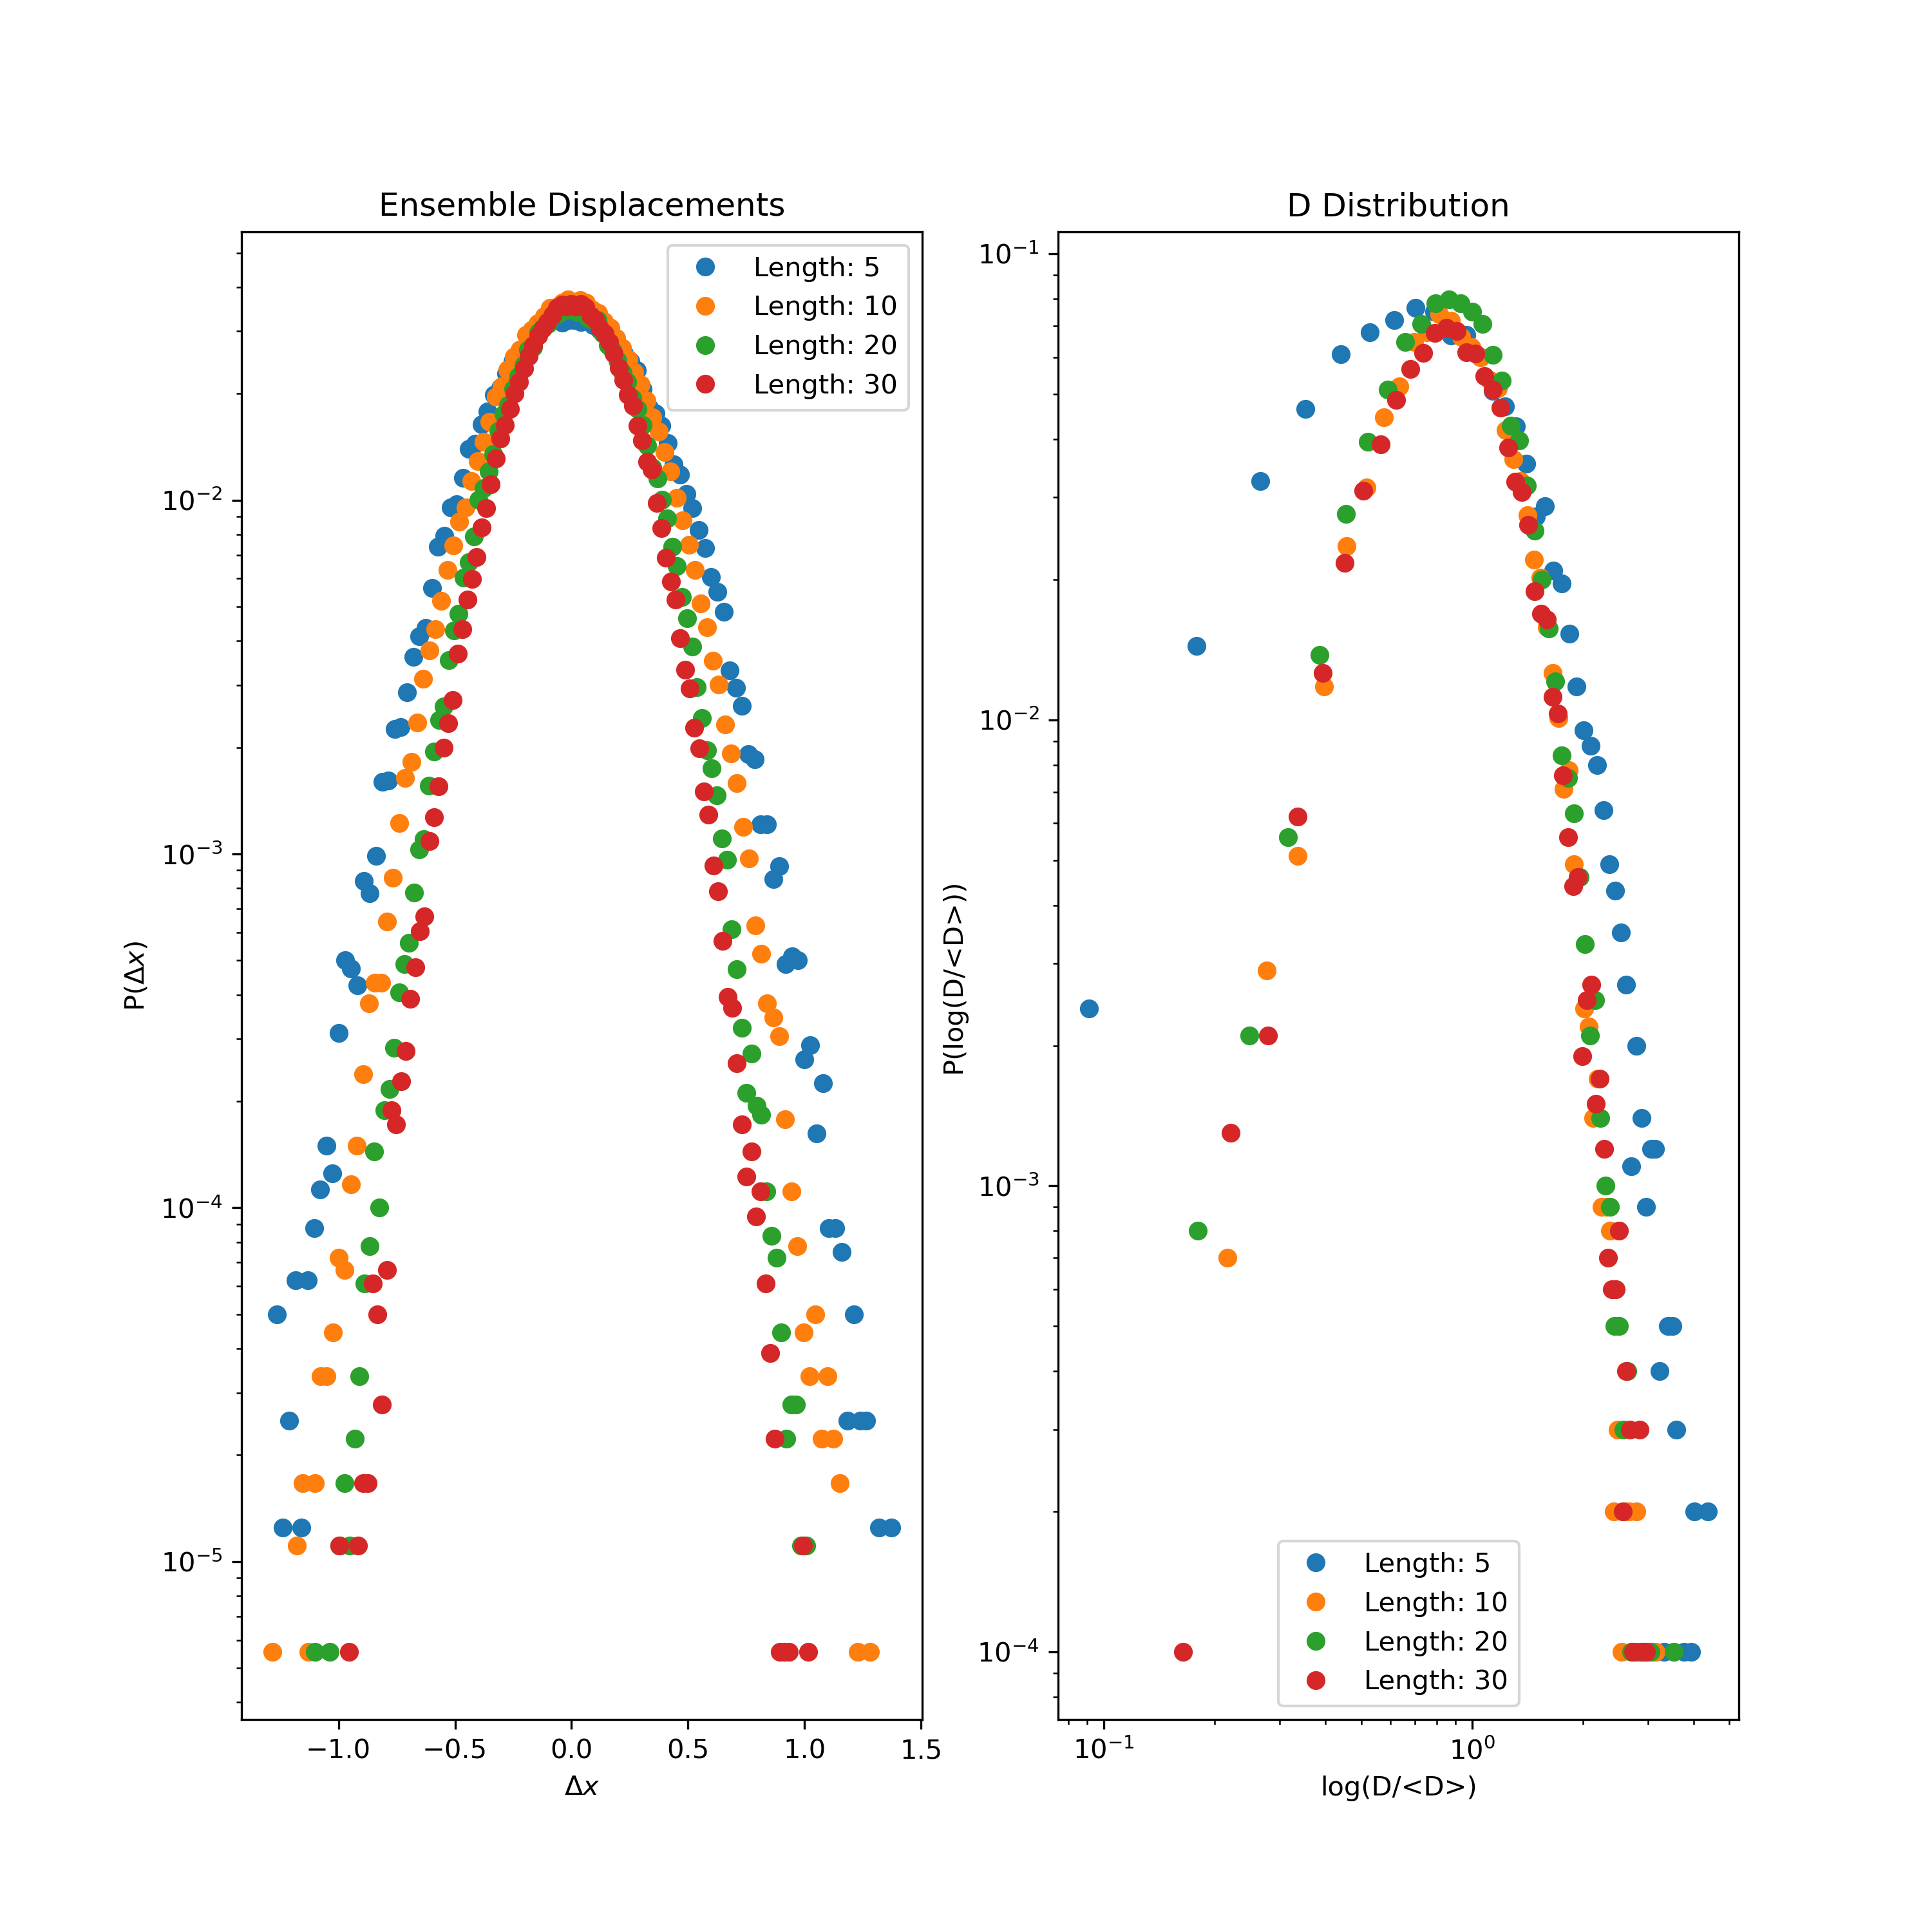 Ensemble Displacements
Length: 5
Length: 10
Length: 20
Length: 30
10⁻²
10⁻³
10⁻⁴
10⁻⁵
P(Δx)
−1.0 −0.5 0.0 0.5 1.0 1.5
Δx
D Distribution
10⁻¹
10⁻²
10⁻³
10⁻⁴
P(log(D/<D>))
Length: 5
Length: 10
Length: 20
Length: 30
10⁻¹ 10⁰
log(D/<D>)